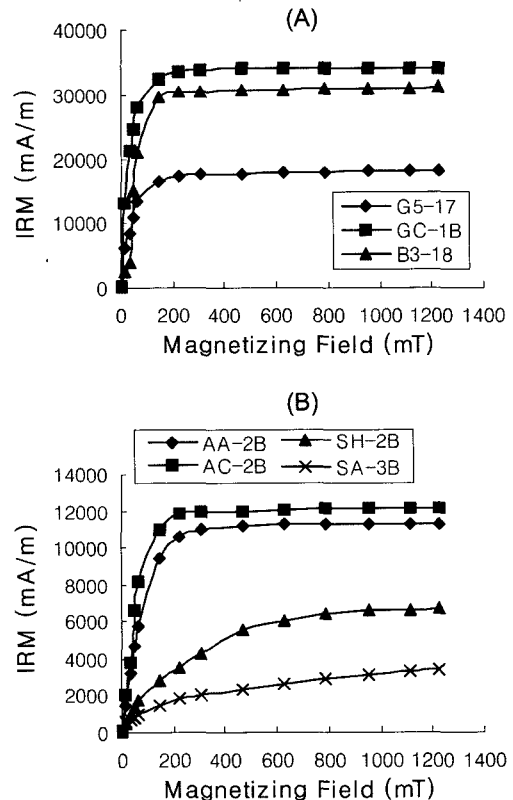 (A)
40000
30000
20000
10000
0
IRM (mA/m)
G5-17
GC-1B
B3-18
0 200 400 600 800 1000 1200 1400
Magnetizing Field (mT)
(B)
AA-2B SH-2B
AC-2B SA-3B
14000
12000
10000
8000
6000
4000
2000
0
IRM (mA/m)
0 200 400 600 800 1000 1200 1400
Magnetizing Field (mT)